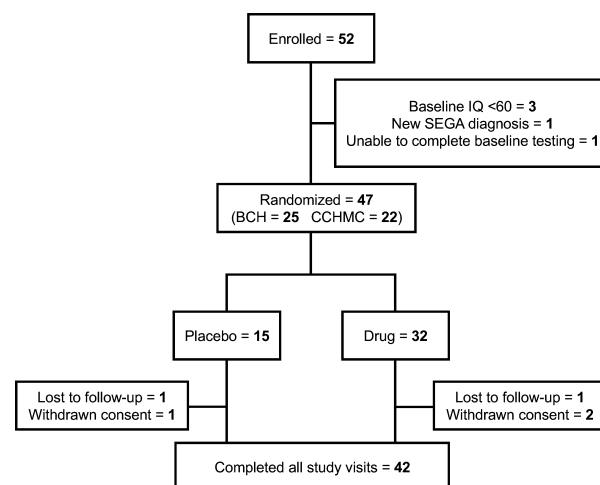 Enrolled = 52
Baseline IQ <60 = 3
New SEGA diagnosis = 1
Unable to complete baseline testing = 1
Randomized = 47
(BCH = 25 CCHMC = 22)
Placebo = 15
Drug = 32
Lost to follow-up = 1
Withdrawn consent = 1
Lost to follow-up = 1
Withdrawn consent = 2
Completed all study visits = 42